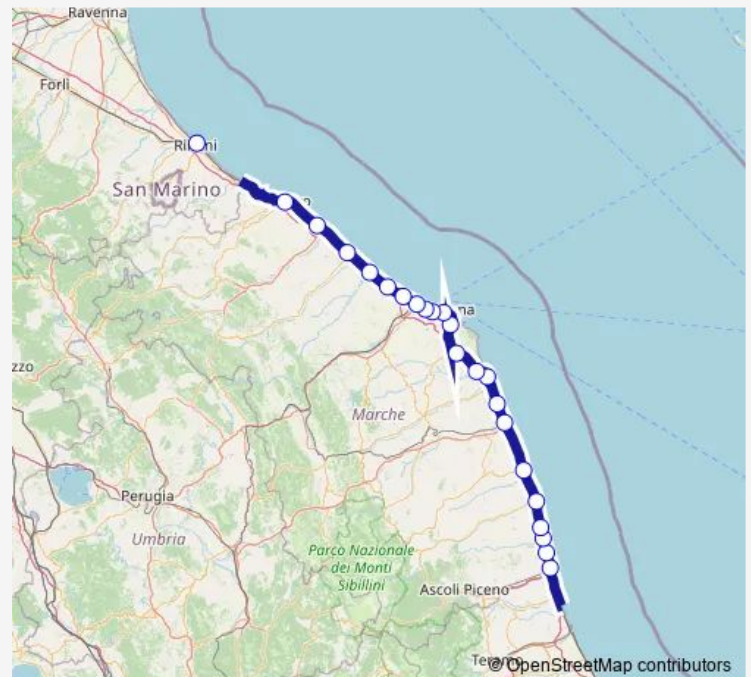 Ravenna
Forlì
San Marino
Marche
Perugia
Umbria
Parco Nazionale
dei Monti
Sibillini
Ascoli Piceno
© OpenStreetMap contributors